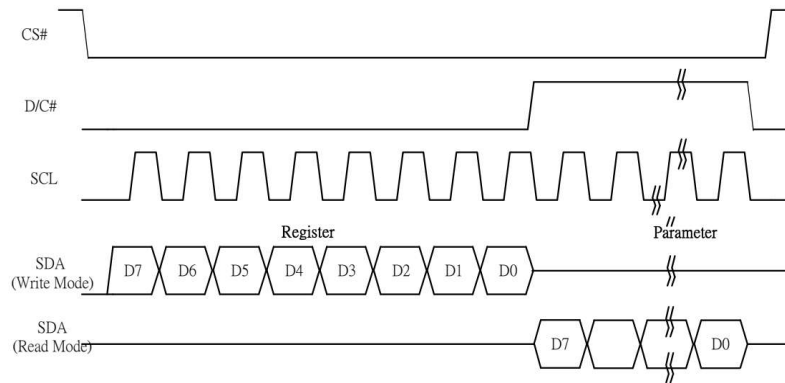 CS#
D/C#
SCL
Register Parameter
SDA
(Write Mode)
D7 D6 D5 D4 D3 D2 D1 D0
SDA
(Read Mode)
D7 D0